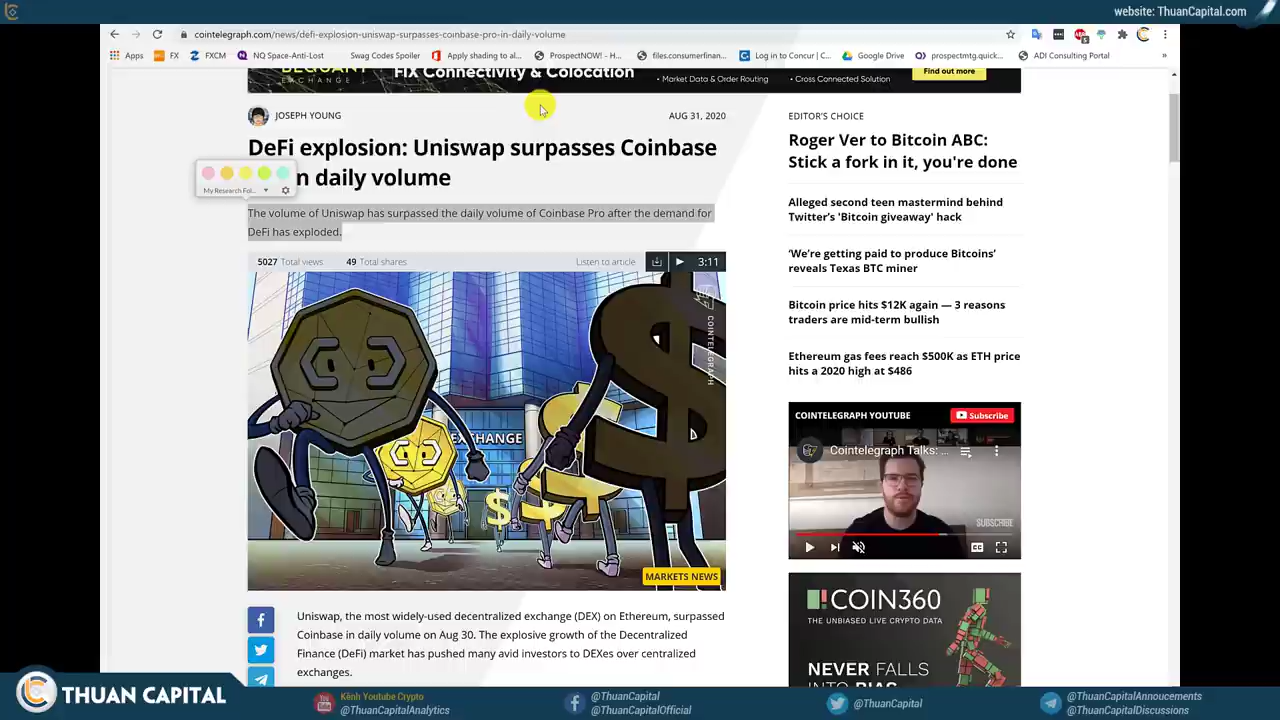 website: ThuanCapital.com
cointelegraph.com/news/defi-explosion-uniswap-surpasses-coinbase-pro-in-daily-volume
Apps FX FXCM NQ Space-Anti-Lost Swag Codes Spoiler Apply shading to al... ProspectNOW! - H... files.consumerfinan... Log in to Concur | C... Google Drive prospectmtg.quick... ADI Consulting Portal »
BEQUANT
EXCHANGE
FIX Connectivity & Colocation
• Market Data & Order Routing • Cross Connected Solution
Find out more
JOSEPH YOUNG AUG 31, 2020
DeFi explosion: Uniswap surpasses Coinbase
n daily volume
My Research Fol...
The volume of Uniswap has surpassed the daily volume of Coinbase Pro after the demand for
DeFi has exploded.
5027 Total views 49 Total shares Listen to article 3:11
COINTELEGRAPH
EXCHANGE
MARKETS NEWS
Uniswap, the most widely-used decentralized exchange (DEX) on Ethereum, surpassed
Coinbase in daily volume on Aug 30. The explosive growth of the Decentralized
Finance (DeFi) market has pushed many avid investors to DEXes over centralized
exchanges.
EDITOR'S CHOICE
Roger Ver to Bitcoin ABC:
Stick a fork in it, you're done
Alleged second teen mastermind behind
Twitter's 'Bitcoin giveaway' hack
‘We’re getting paid to produce Bitcoins’
reveals Texas BTC miner
Bitcoin price hits $12K again — 3 reasons
traders are mid-term bullish
Ethereum gas fees reach $500K as ETH price
hits a 2020 high at $486
COINTELEGRAPH YOUTUBE
Subscribe
Cointelegraph Talks: ...
SUBSCRIBE
CC
COIN360
THE UNBIASED LIVE CRYPTO DATA
NEVER FALLS
INTO BIAS
THUAN CAPITAL
Kênh Youtube Crypto
@ThuanCapitalAnalytics
@ThuanCapital
@ThuanCapitalOfficial
@ThuanCapital
@ThuanCapitalAnnoucements
@ThuanCapitalDiscussions